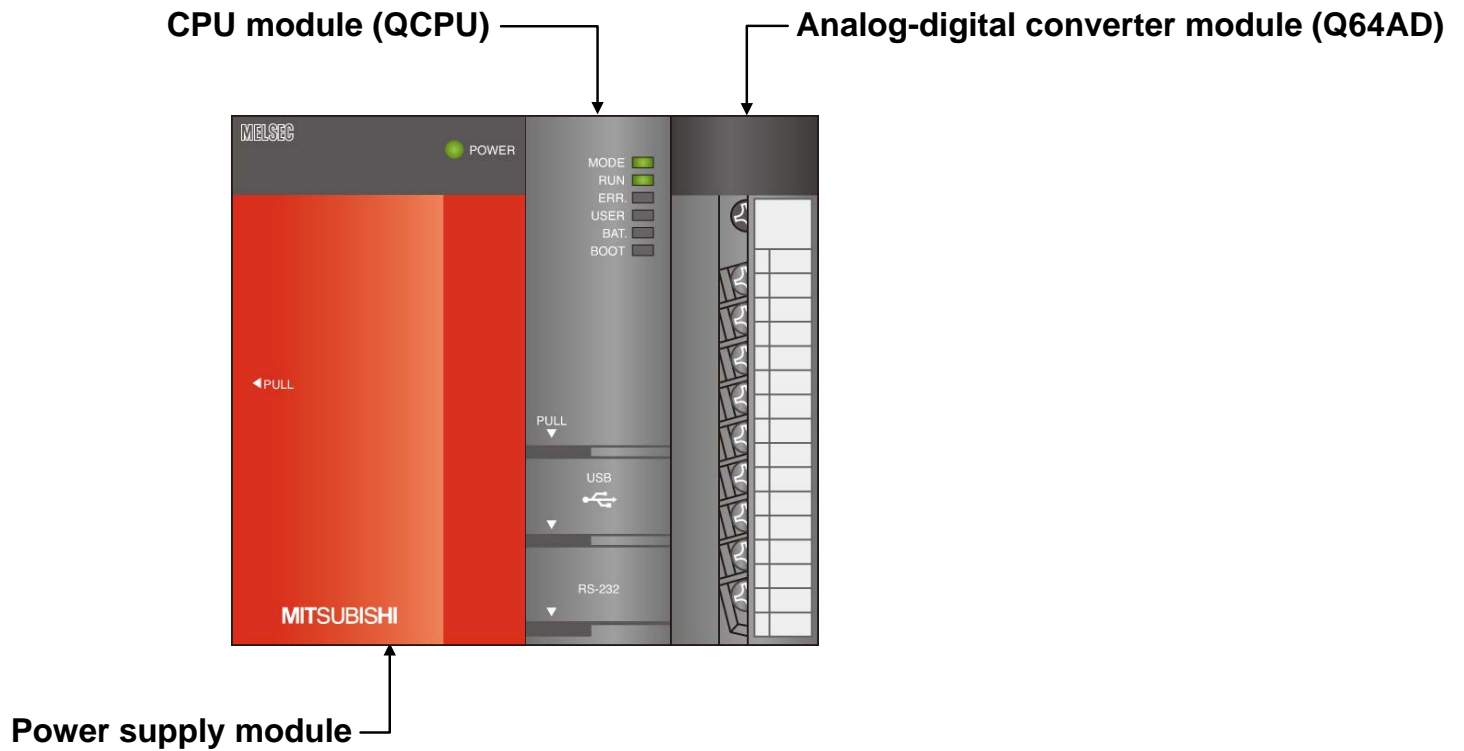 CPU module (QCPU)
Analog-digital converter module (Q64AD)
MELSEC
POWER
MODE
RUN
ERR.
USER
BAT.
BOOT
PULL
PULL
USB
RS-232
MITSUBISHI
Power supply module